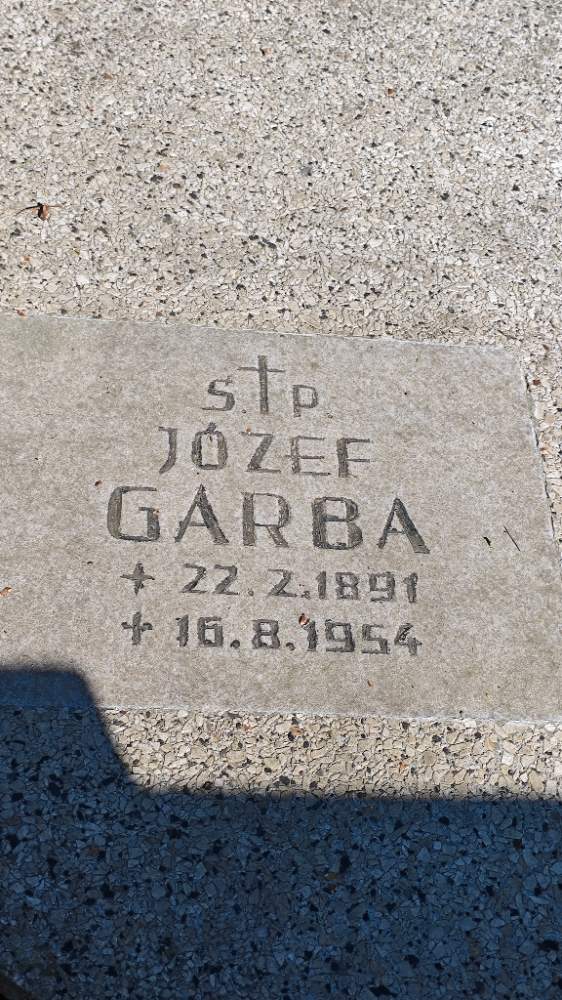 Ś.†P.
JÓZEF
GARBA
+ 22.2.1891
+ 16.8.1954